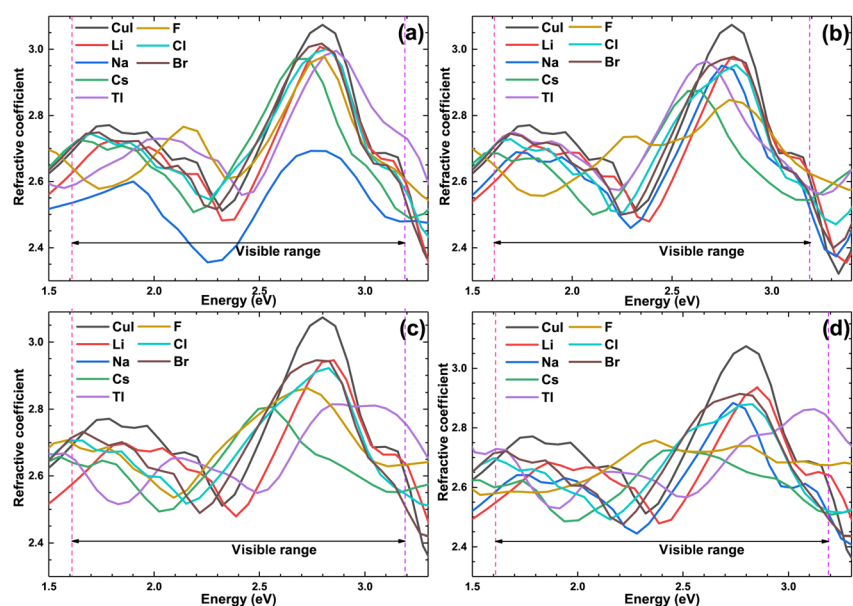 (a)
CuI F
Li Cl
Na Br
Cs
Tl
Refractive coefficient
3.0
2.8
2.6
2.4
Visible range
1.5 2.0 2.5 3.0
Energy (eV)
(b)
CuI F
Li Cl
Na Br
Cs
Tl
Refractive coefficient
3.0
2.8
2.6
2.4
Visible range
1.5 2.0 2.5 3.0
Energy (eV)
(c)
CuI F
Li Cl
Na Br
Cs
Tl
Refractive coefficient
3.0
2.8
2.6
2.4
Visible range
1.5 2.0 2.5 3.0
Energy (eV)
(d)
CuI F
Li Cl
Na Br
Cs
Tl
Refractive coefficient
3.0
2.8
2.6
2.4
Visible range
1.5 2.0 2.5 3.0
Energy (eV)